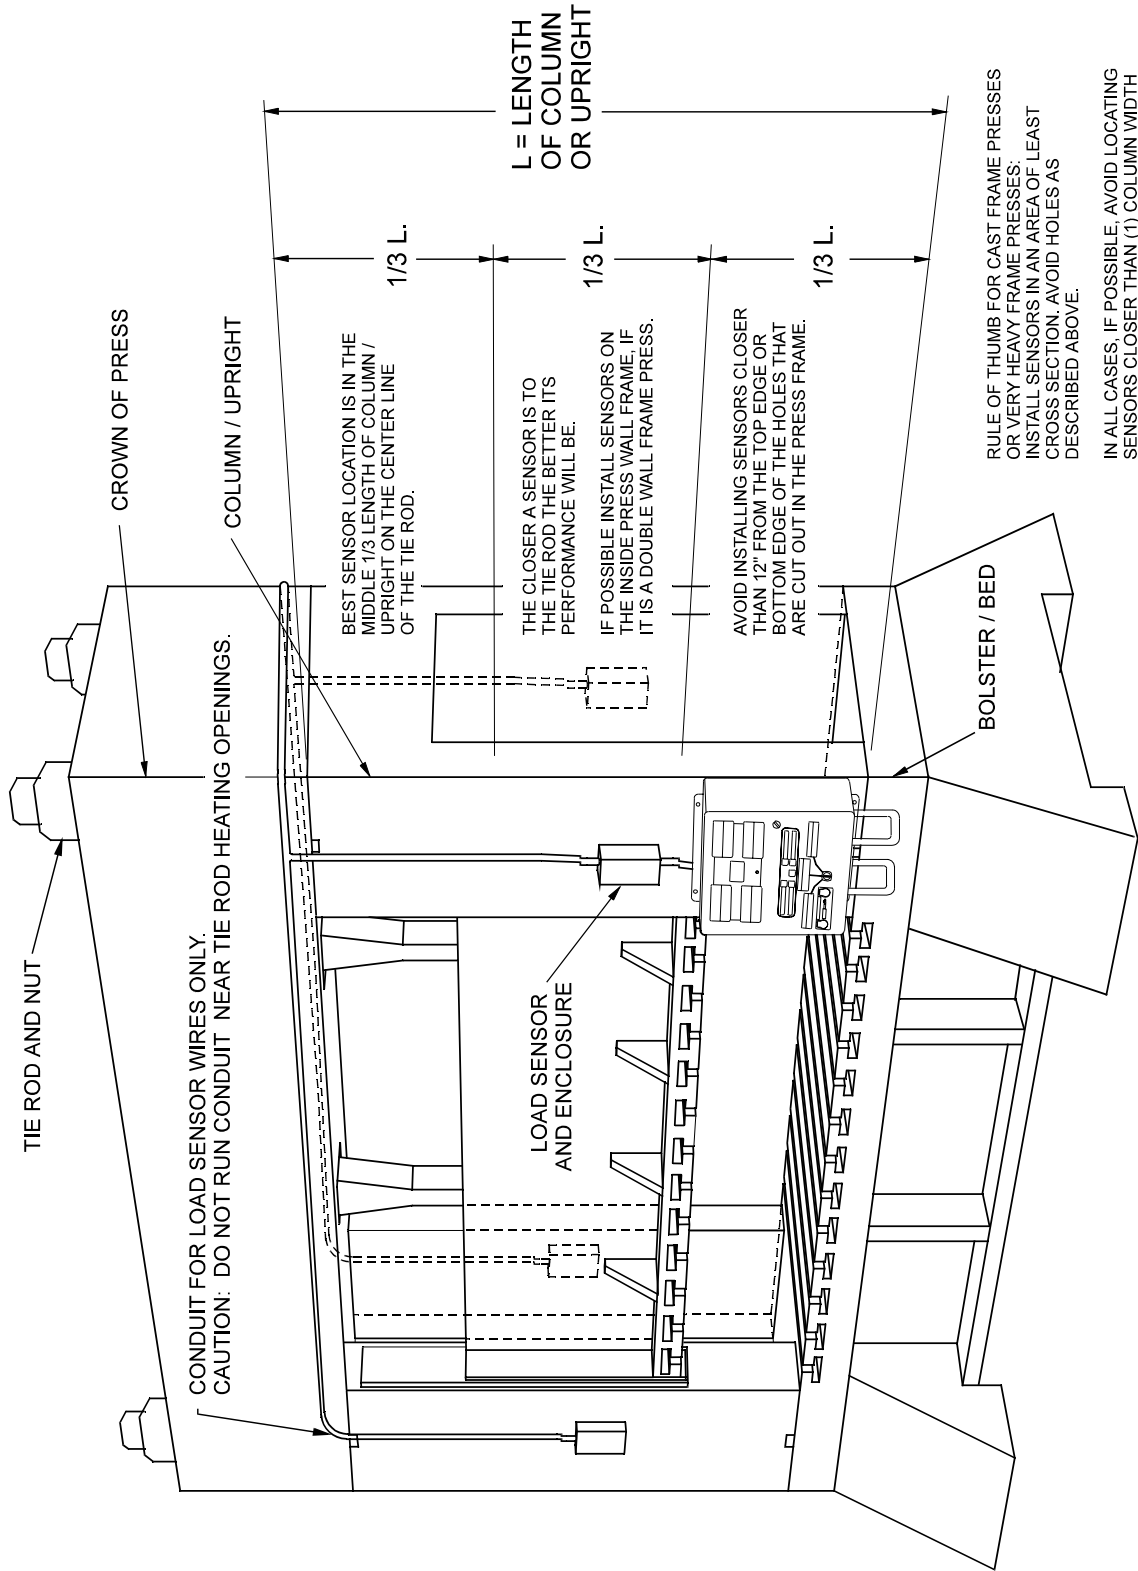 TIE ROD AND NUT
CONDUIT FOR LOAD SENSOR WIRES ONLY.
CAUTION:  DO NOT RUN CONDUIT  NEAR TIE ROD HEATING OPENINGS.
CROWN OF PRESS
COLUMN / UPRIGHT
L = LENGTH
OF COLUMN
OR UPRIGHT
1/3 L.
1/3 L.
1/3 L.
BEST SENSOR LOCATION IS IN THE
MIDDLE 1/3 LENGTH OF COLUMN /
UPRIGHT ON THE CENTER LINE
OF THE TIE ROD.
THE CLOSER A SENSOR IS TO
THE TIE ROD THE BETTER ITS
PERFORMANCE WILL BE.
IF POSSIBLE INSTALL SENSORS ON
THE INSIDE PRESS WALL FRAME, IF
IT IS A DOUBLE WALL FRAME PRESS.
AVOID INSTALLING SENSORS CLOSER
THAN 12" FROM THE TOP EDGE OR
BOTTOM EDGE OF THE HOLES THAT
ARE CUT OUT IN THE PRESS FRAME.
LOAD SENSOR
AND ENCLOSURE
BOLSTER / BED
RULE OF THUMB FOR CAST FRAME PRESSES
OR VERY HEAVY FRAME PRESSES:
INSTALL SENSORS IN AN AREA OF LEAST
CROSS SECTION. AVOID HOLES AS
DESCRIBED ABOVE.
IN ALL CASES, IF POSSIBLE, AVOID LOCATING
SENSORS CLOSER THAN (1) COLUMN WIDTH